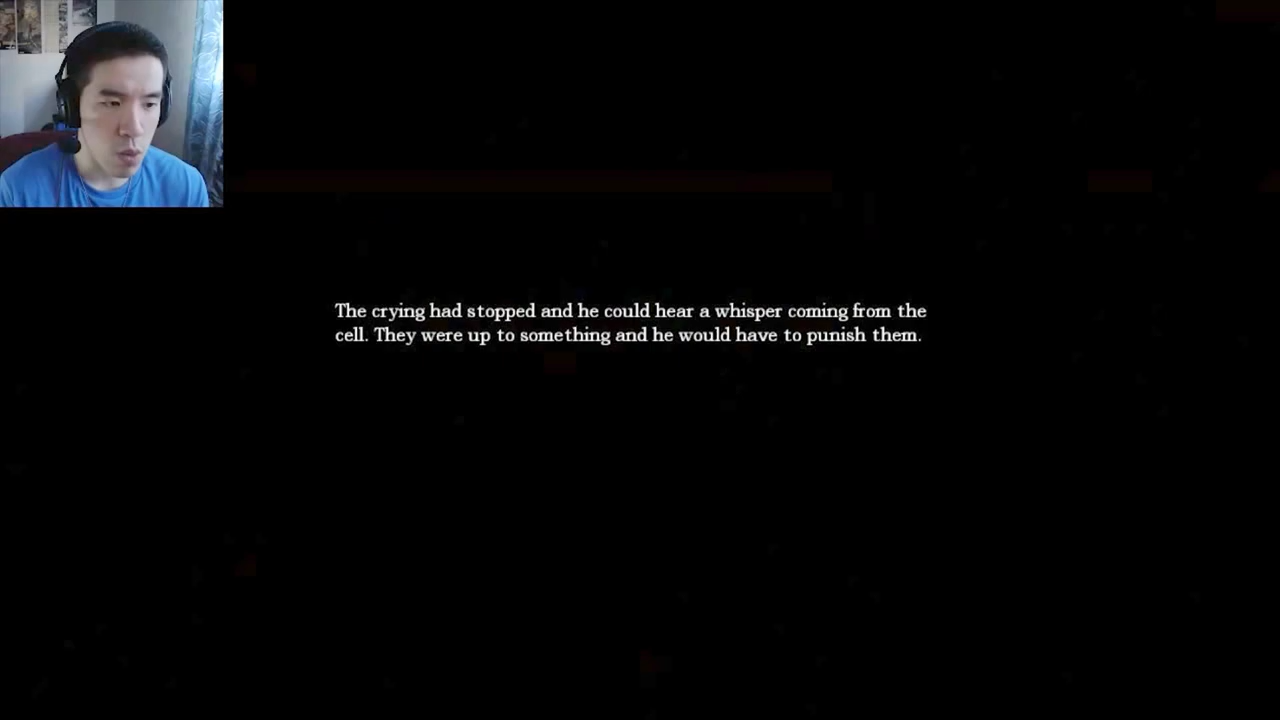 The crying had stopped and he could hear a whisper coming from the
cell. They were up to something and he would have to punish them.